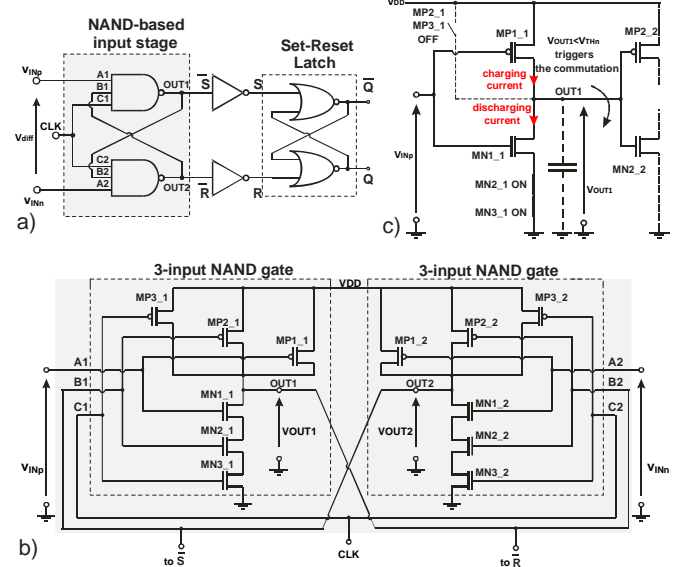 NAND-based
input stage
Set-Reset
Latch
vINp
A1
B1
C1
OUT1
S
S
Q
Vdiff
CLK
C2
B2
A2
OUT2
R
R
Q
vINn
a)
VDD
MP2_1
MP3_1
OFF
MP1_1
MP2_2
VOUT1<VTHn
triggers
the commutation
charging
current
OUT1
discharging
current
vINp
MN1_1
MN2_1 ON
MN3_1 ON
VOUT1
MN2_2
c)
3-input NAND gate
3-input NAND gate
VDD
MP3_1
MP2_1
MP1_1
MP1_2
MP2_2
MP3_2
A1
B1
C1
OUT1
OUT2
A2
B2
C2
MN1_1
MN2_1
MN3_1
VOUT1
VOUT2
MN1_2
MN2_2
MN3_2
vINp
vINn
b)
to S
CLK
to R